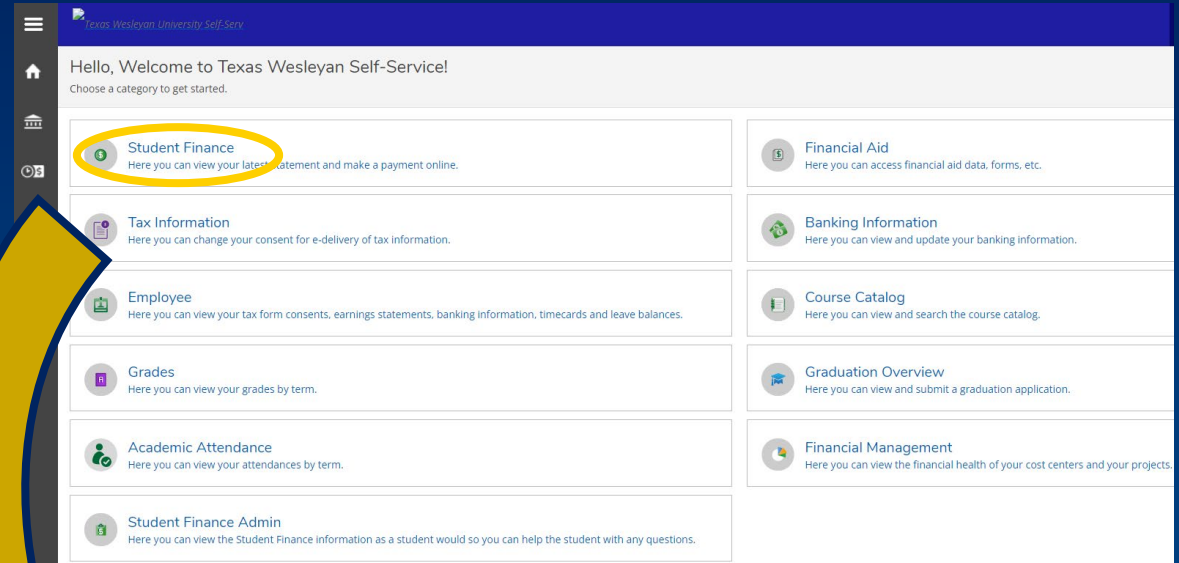 Texas Wesleyan University Self-Serv
Hello, Welcome to Texas Wesleyan Self-Service!
Choose a category to get started.
Student Finance
Here you can view your latest statement and make a payment online.
Financial Aid
Here you can access financial aid data, forms, etc.
Tax Information
Here you can change your consent for e-delivery of tax information.
Banking Information
Here you can view and update your banking information.
Employee
Here you can view your tax form consents, earnings statements, banking information, timecards and leave balances.
Course Catalog
Here you can view and search the course catalog.
Grades
Here you can view your grades by term.
Graduation Overview
Here you can view and submit a graduation application.
Academic Attendance
Here you can view your attendances by term.
Financial Management
Here you can view the financial health of your cost centers and your projects.
Student Finance Admin
Here you can view the Student Finance information as a student would so you can help the student with any questions.